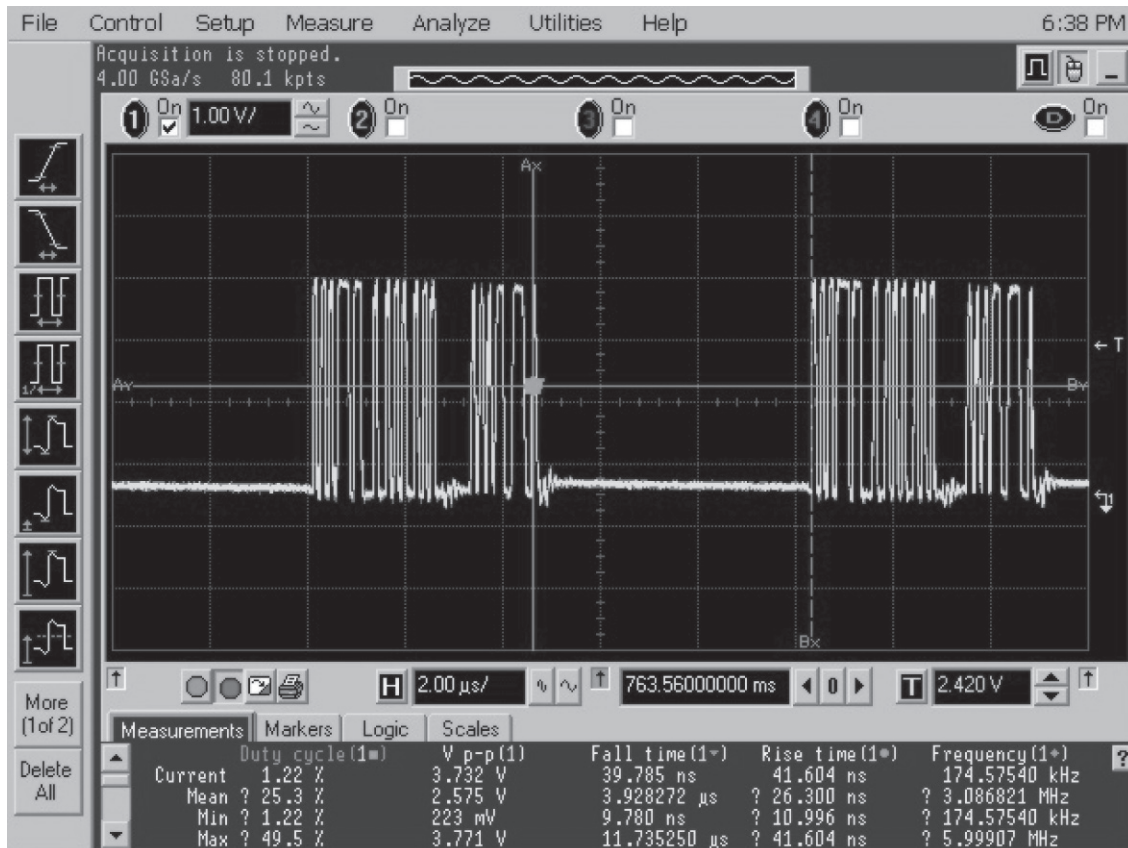 File Control Setup Measure Analyze Utilities Help 6:38 PM
Acquisition is stopped.
4.00 GSa/s 80.1 kpts
1 On 1.00 V/ 2 On 3 On 4 On D On
Ax
T
Ay By
1
Bx
H 2.00 μs/ 763.56000000 ms 0 T 2.420 V
More
(1of 2)
Delete
All
Measurements Markers Logic Scales
Duty cycle(1■) V p-p(1) Fall time(1▾) Rise time(1●) Frequency(1◆) ?
Current 1.22 % 3.732 V 39.785 ns 41.604 ns 174.57540 kHz
Mean ? 25.3 % 2.575 V 3.928272 μs ? 26.300 ns ? 3.086821 MHz
Min ? 1.22 % 223 mV 9.780 ns ? 10.996 ns ? 174.57540 kHz
Max ? 49.5 % 3.771 V 11.735250 μs ? 41.604 ns ? 5.99907 MHz